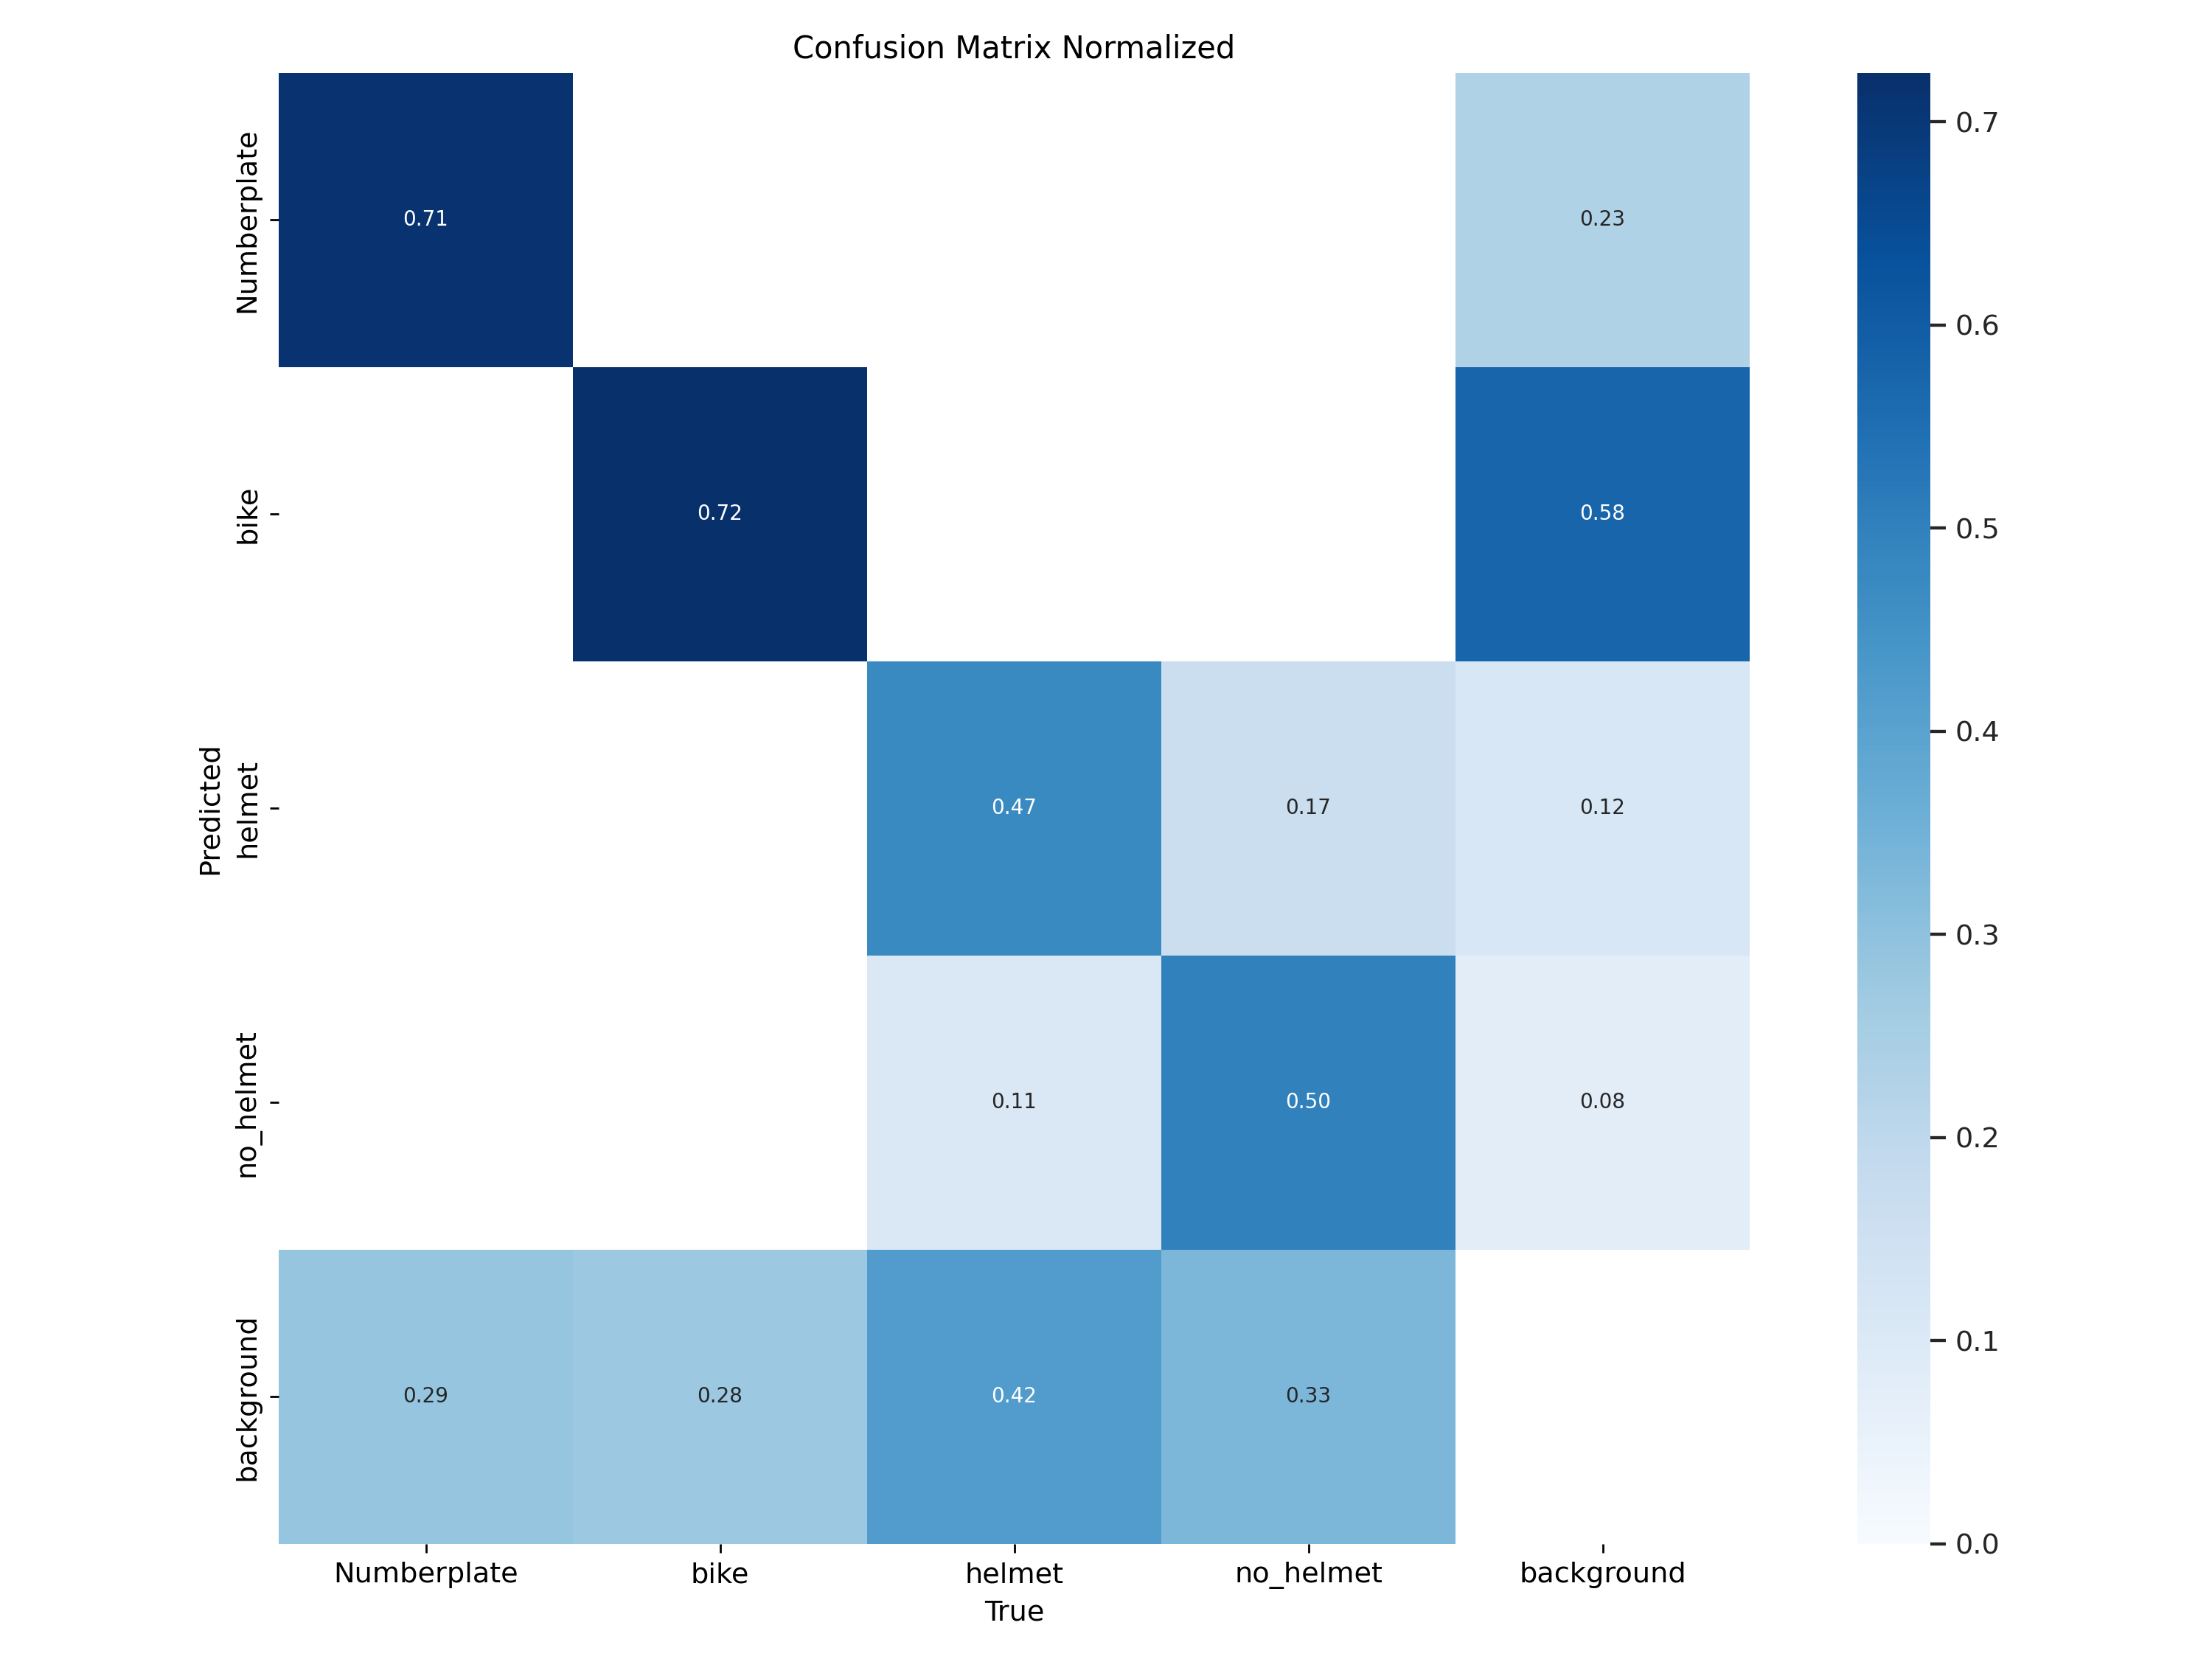 Confusion Matrix Normalized
Numberplate
0.71
0.23
0.7
0.6
bike
0.72
0.58
0.5
0.4
Predicted
helmet
0.47
0.17
0.12
0.3
no_helmet
0.11
0.50
0.08
0.2
0.1
background
0.29
0.28
0.42
0.33
0.0
Numberplate bike helmet no_helmet background
True